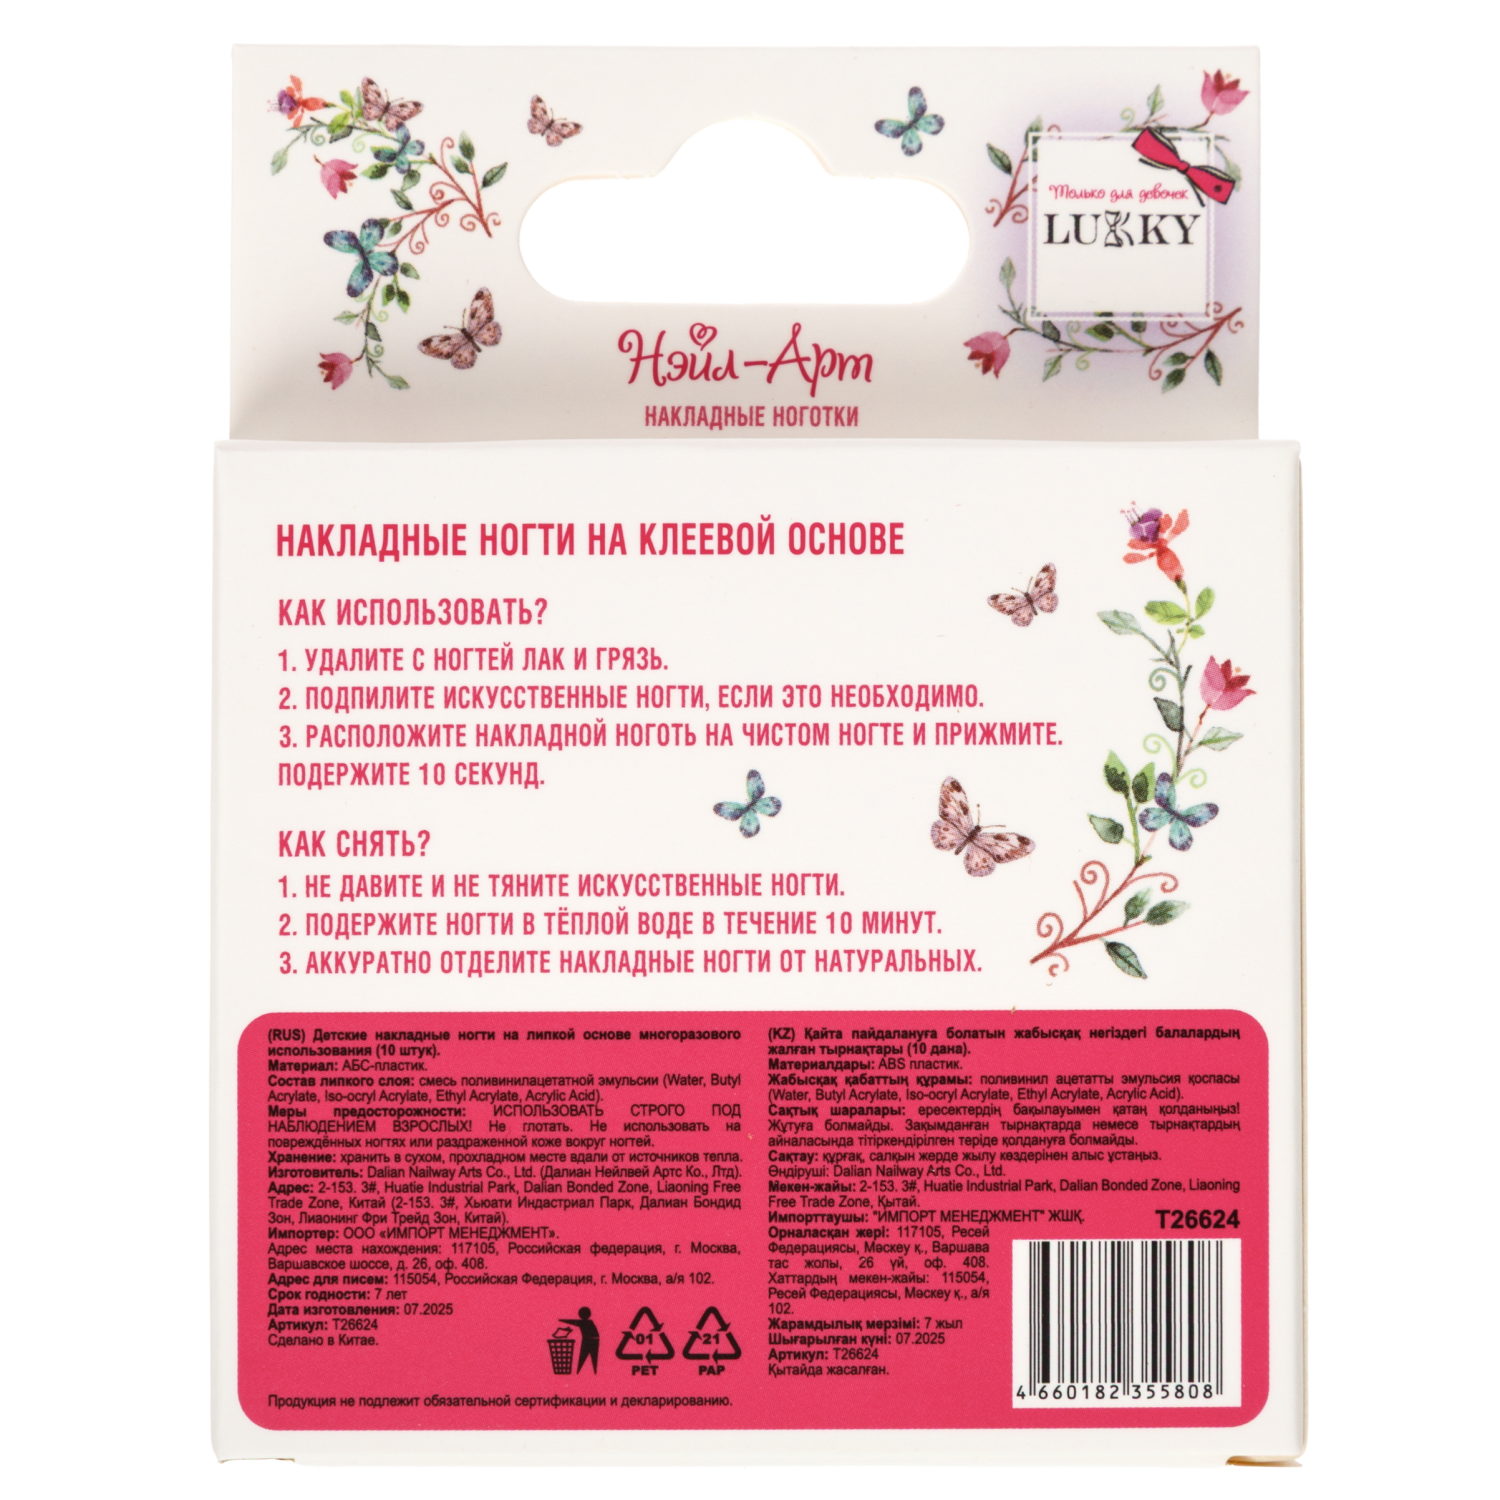 Только для девочек
LUKKY
Нэйл-Арт
НАКЛАДНЫЕ НОГОТКИ
НАКЛАДНЫЕ НОГТИ НА КЛЕЕВОЙ ОСНОВЕ
КАК ИСПОЛЬЗОВАТЬ?
1. УДАЛИТЕ С НОГТЕЙ ЛАК И ГРЯЗЬ.
2. ПОДПИЛИТЕ ИСКУССТВЕННЫЕ НОГТИ, ЕСЛИ ЭТО НЕОБХОДИМО.
3. РАСПОЛОЖИТЕ НАКЛАДНОЙ НОГОТЬ НА ЧИСТОМ НОГТЕ И ПРИЖМИТЕ.
ПОДЕРЖИТЕ 10 СЕКУНД.
КАК СНЯТЬ?
1. НЕ ДАВИТЕ И НЕ ТЯНИТЕ ИСКУССТВЕННЫЕ НОГТИ.
2. ПОДЕРЖИТЕ НОГТИ В ТЁПЛОЙ ВОДЕ В ТЕЧЕНИЕ 10 МИНУТ.
3. АККУРАТНО ОТДЕЛИТЕ НАКЛАДНЫЕ НОГТИ ОТ НАТУРАЛЬНЫХ.
(RUS) Детские накладные ногти на липкой основе многоразового
использования (10 штук).
Материал: АБС-пластик.
Состав липкого слоя: смесь поливинилацетатной эмульсии (Water, Butyl
Acrylate, Iso-ocryl Acrylate, Ethyl Acrylate, Acrylic Acid).
Меры предосторожности: ИСПОЛЬЗОВАТЬ СТРОГО ПОД
НАБЛЮДЕНИЕМ ВЗРОСЛЫХ! Не глотать. Не использовать на
повреждённых ногтях или раздраженной коже вокруг ногтей.
Хранение: хранить в сухом, прохладном месте вдали от источников тепла.
Изготовитель: Dalian Nailway Arts Co., Ltd. (Далиан Нейлвей Артс Ко., Лтд).
Адрес: 2-153. 3#, Huatie Industrial Park, Dalian Bonded Zone, Liaoning Free
Trade Zone, Китай (2-153. 3#, Хьюати Индастриал Парк, Далиан Бондид
Зон, Лиаонинг Фри Трейд Зон, Китай).
Импортер: ООО «ИМПОРТ МЕНЕДЖМЕНТ».
Адрес места нахождения: 117105, Российская федерация, г. Москва,
Варшавское шоссе, д. 26, оф. 408.
Адрес для писем: 115054, Российская Федерация, г. Москва, а/я 102.
Срок годности: 7 лет
Дата изготовления: 07.2025
Артикул: Т26624
Сделано в Китае.
01
PET
21
PAP
Продукция не подлежит обязательной сертификации и декларированию.
(KZ) Қайта пайдалануға болатын жабысқақ негіздегі балалардың
жалған тырнақтары (10 дана).
Материалдары: ABS пластик.
Жабысқақ қабаттың құрамы: поливинил ацетатты эмульсия қоспасы
(Water, Butyl Acrylate, Iso-ocryl Acrylate, Ethyl Acrylate, Acrylic Acid).
Сақтық шаралары: ересектердің бақылауымен қатаң қолданыңыз!
Жұтуға болмайды. Зақымданған тырнақтарда немесе тырнақтардың
айналасында тітіркендірілген теріде қолдануға болмайды.
Сақтау: құрғақ, салқын жерде жылу көздерінен алыс ұстаңыз.
Өндіруші: Dalian Nailway Arts Co., Ltd.
Мекен-жайы: 2-153. 3#, Huatie Industrial Park, Dalian Bonded Zone, Liaoning
Free Trade Zone, Қытай.
Импорттаушы: "ИМПОРТ МЕНЕДЖМЕНТ" ЖШҚ.
Орналасқан жері: 117105, Ресей
Федерациясы, Мәскеу қ., Варшава
тас жолы, 26 үй, оф. 408.
Хаттардың мекен-жайы: 115054,
Ресей Федерациясы, Мәскеу қ., а/я
102.
Жарамдылық мерзімі: 7 жыл
Шығарылған күні: 07.2025
Артикул: Т26624
Қытайда жасалған.
T26624
4 660182 355808